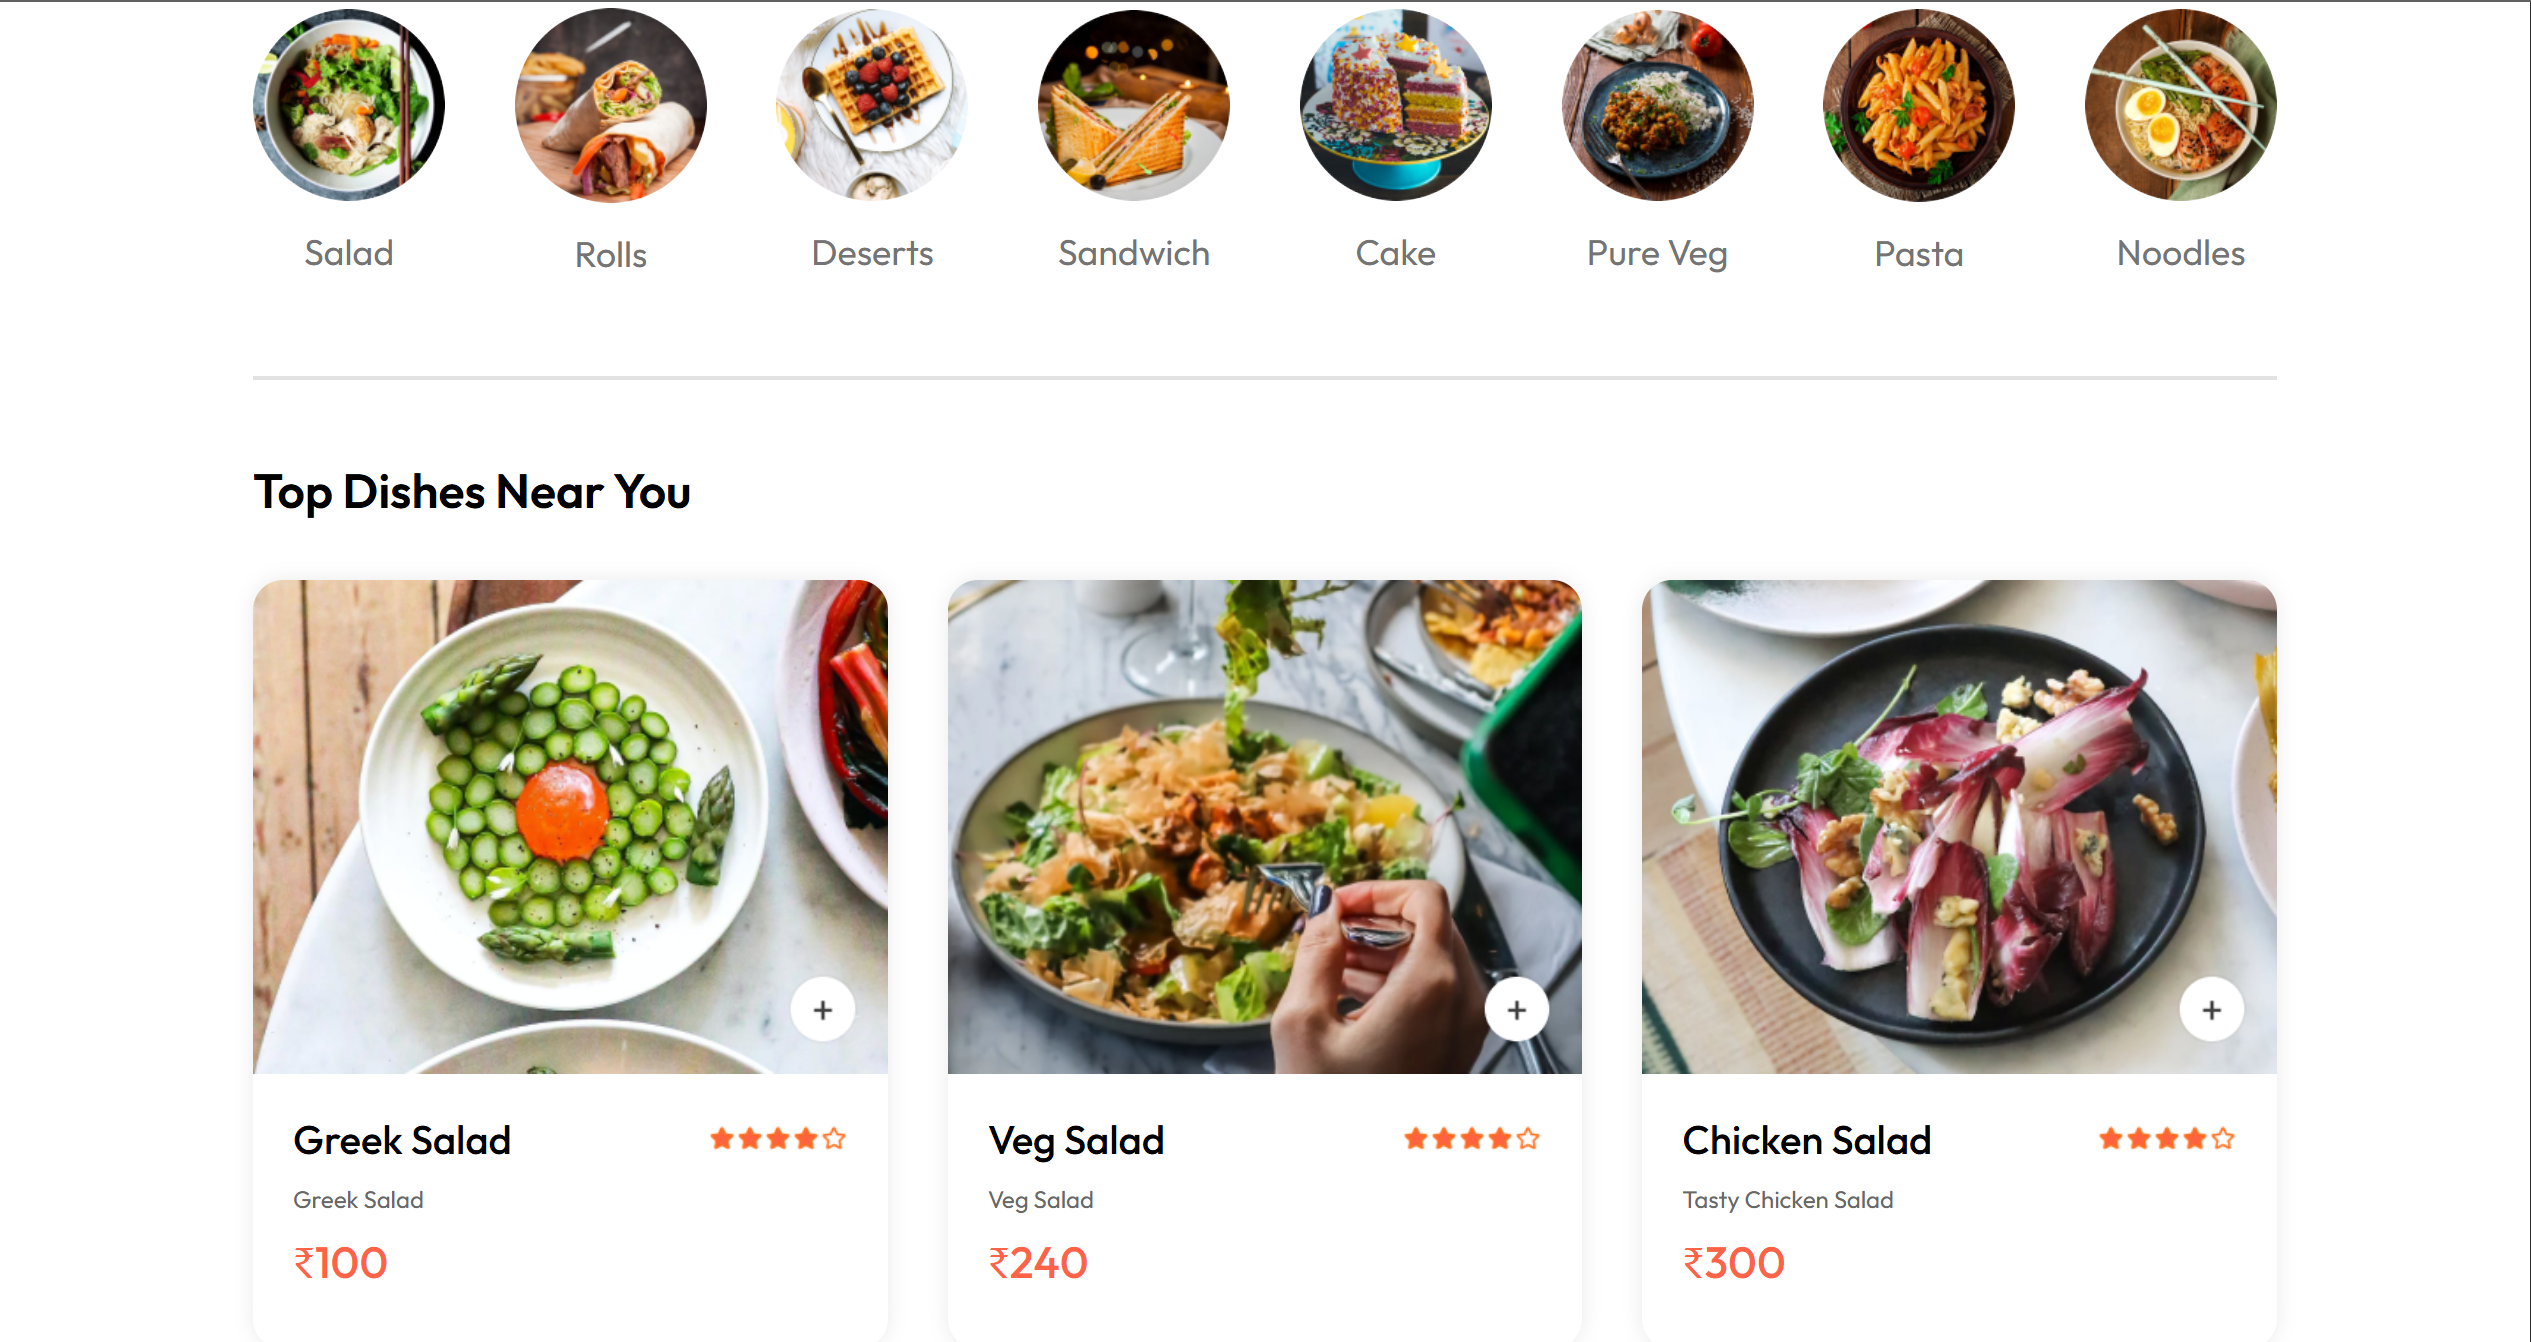 Salad
Rolls
Deserts
Sandwich
Cake
Pure Veg
Pasta
Noodles
Top Dishes Near You
+
+
+
Greek Salad
Greek Salad
₹100
Veg Salad
Veg Salad
₹240
Chicken Salad
Tasty Chicken Salad
₹300